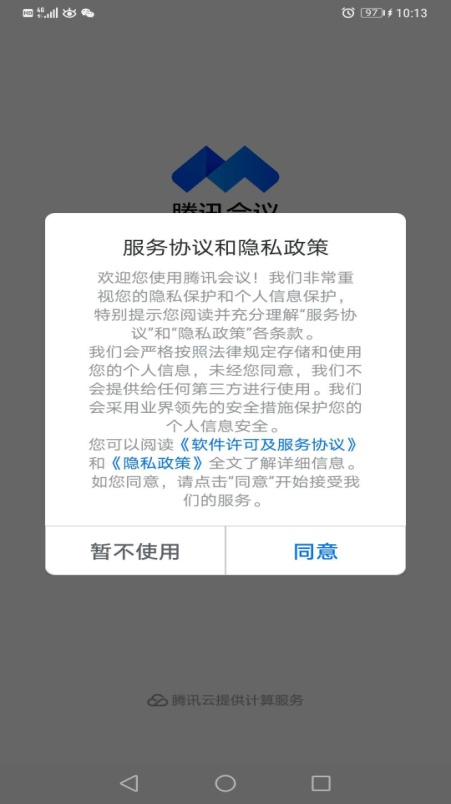 HD 4G 97 10:13
腾讯会议
服务协议和隐私政策
欢迎您使用腾讯会议！我们非常重
视您的隐私保护和个人信息保护，
特别提示您阅读并充分理解“服务协
议”和“隐私政策”各条款。
我们会严格按照法律规定存储和使用
您的个人信息，未经您同意，我们不
会提供给任何第三方进行使用。我们
会采用业界领先的安全措施保护您的
个人信息安全。
您可以阅读《软件许可及服务协议》
和《隐私政策》全文了解详细信息。
如您同意，请点击“同意”开始接受我
们的服务。
暂不使用 同意
腾讯云提供计算服务